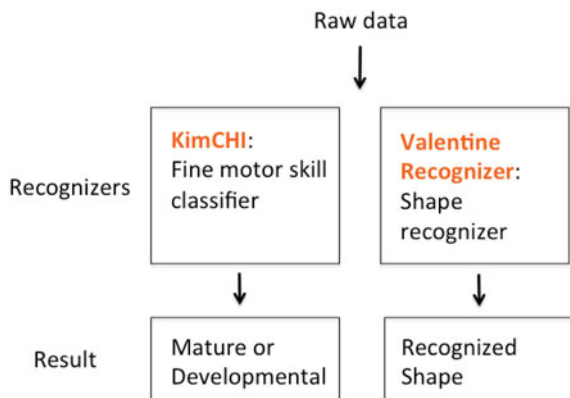 Raw data
Recognizers
KimCHI:
Fine motor skill
classifier
Valentine
Recognizer:
Shape
recognizer
Result
Mature or
Developmental
Recognized
Shape